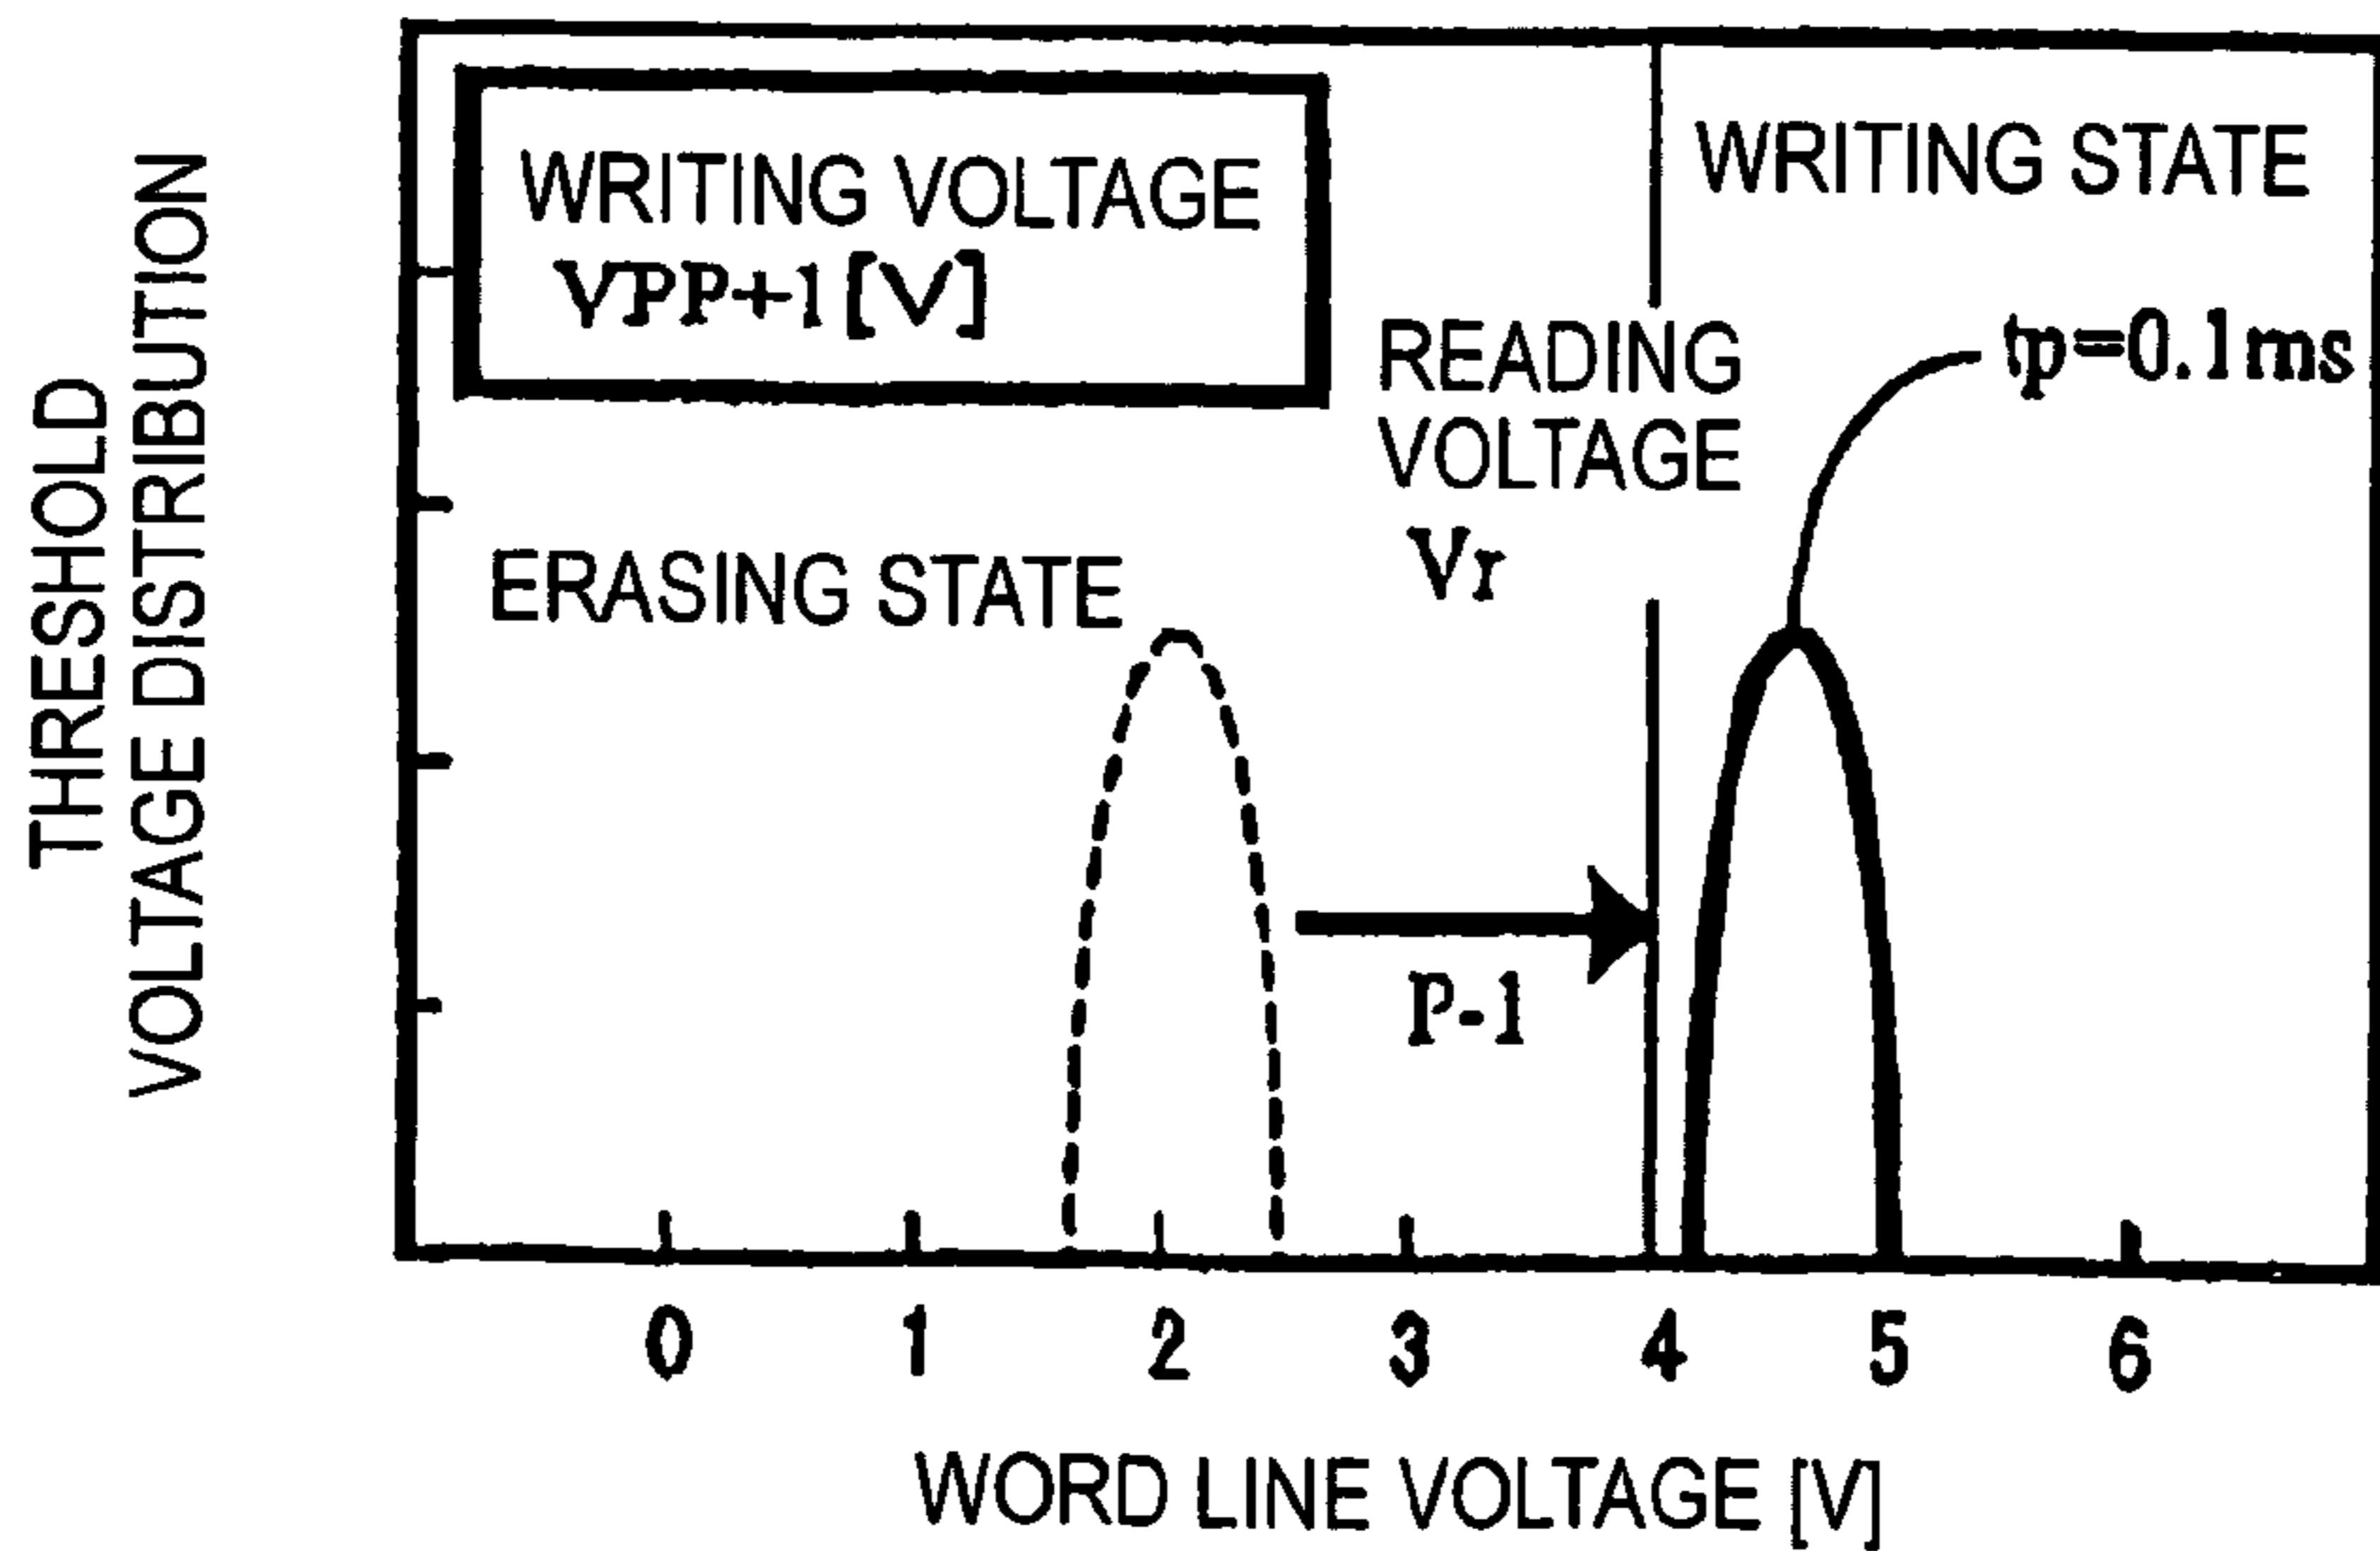 THRESHOLD
VOLTAGE DISTRIBUTION
WRITING VOLTAGE
VPP+1[V]
WRITING STATE
READING
VOLTAGE
Vr
tp=0.1ms
ERASING STATE
P-1
0 1 2 3 4 5 6
WORD LINE VOLTAGE [V]